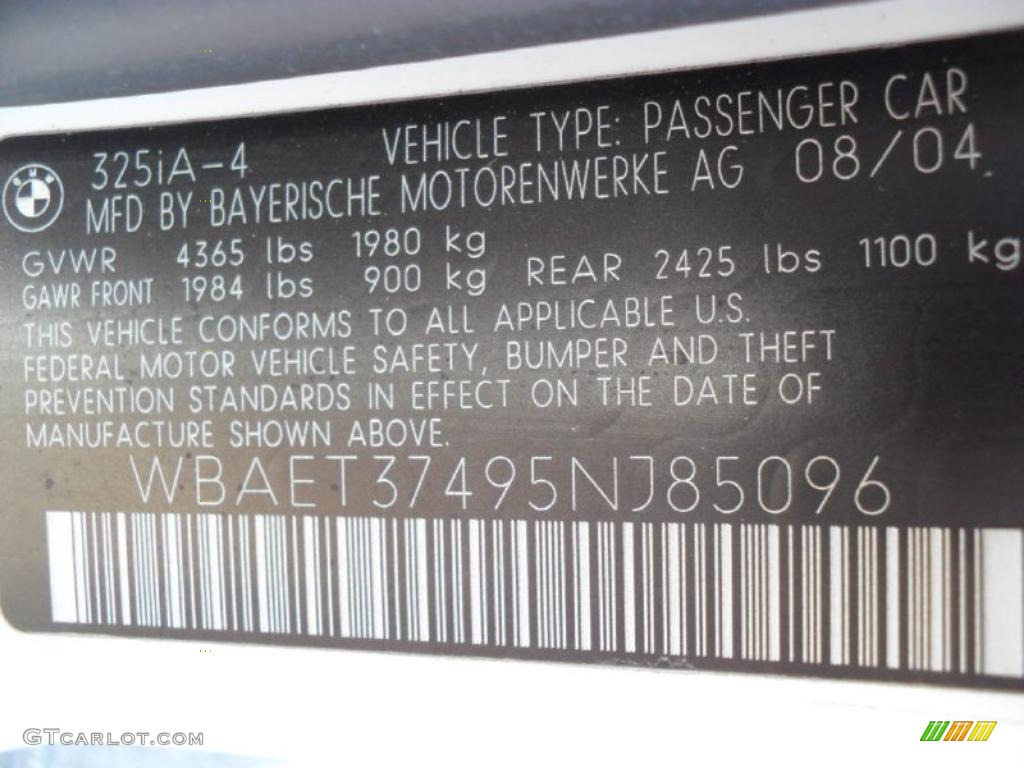 BMW
325iA-4 VEHICLE TYPE: PASSENGER CAR
MFD BY BAYERISCHE MOTORENWERKE AG 08/04
GVWR 4365 lbs 1980 kg
GAWR FRONT 1984 lbs 900 kg REAR 2425 lbs 1100 kg
THIS VEHICLE CONFORMS TO ALL APPLICABLE U.S.
FEDERAL MOTOR VEHICLE SAFETY, BUMPER AND THEFT
PREVENTION STANDARDS IN EFFECT ON THE DATE OF
MANUFACTURE SHOWN ABOVE.
WBAET37495NJ85096
GTCARLOT.COM